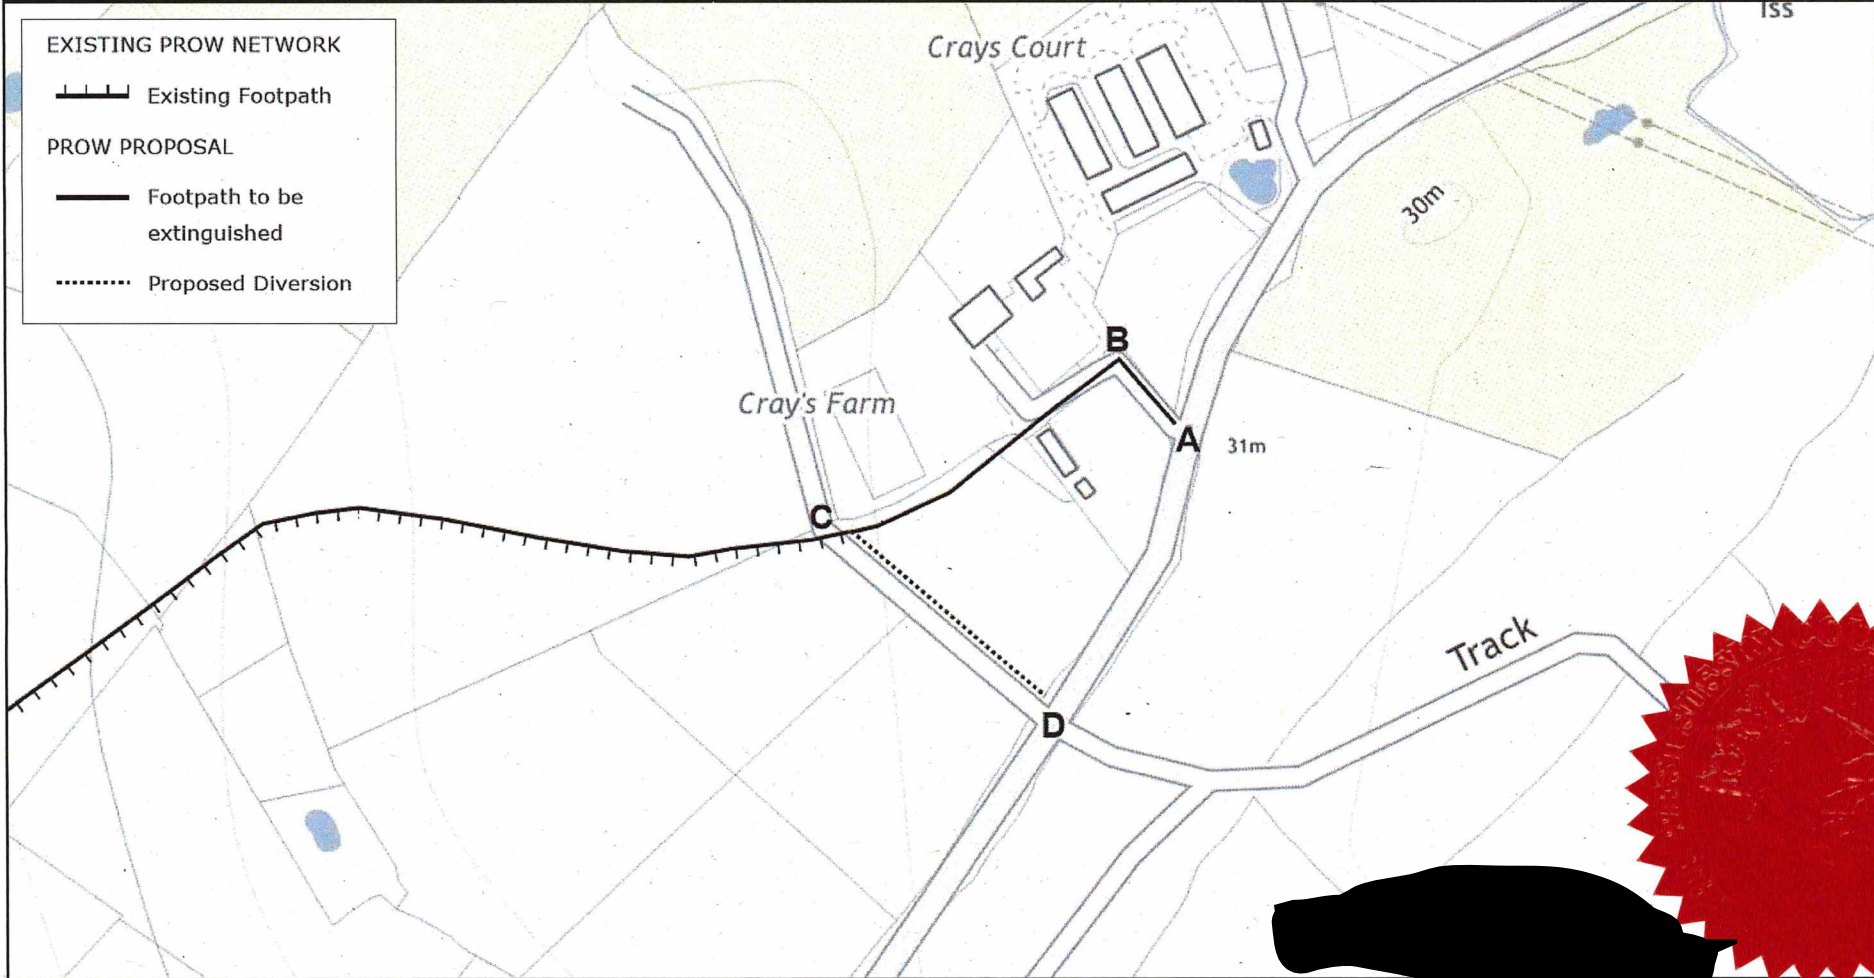 EXISTING PROW NETWORK
Existing Footpath
PROW PROPOSAL
Footpath to be
extinguished
Proposed Diversion
Crays Court
Iss
30m
B
Cray's Farm
A
31m
C
Track
D